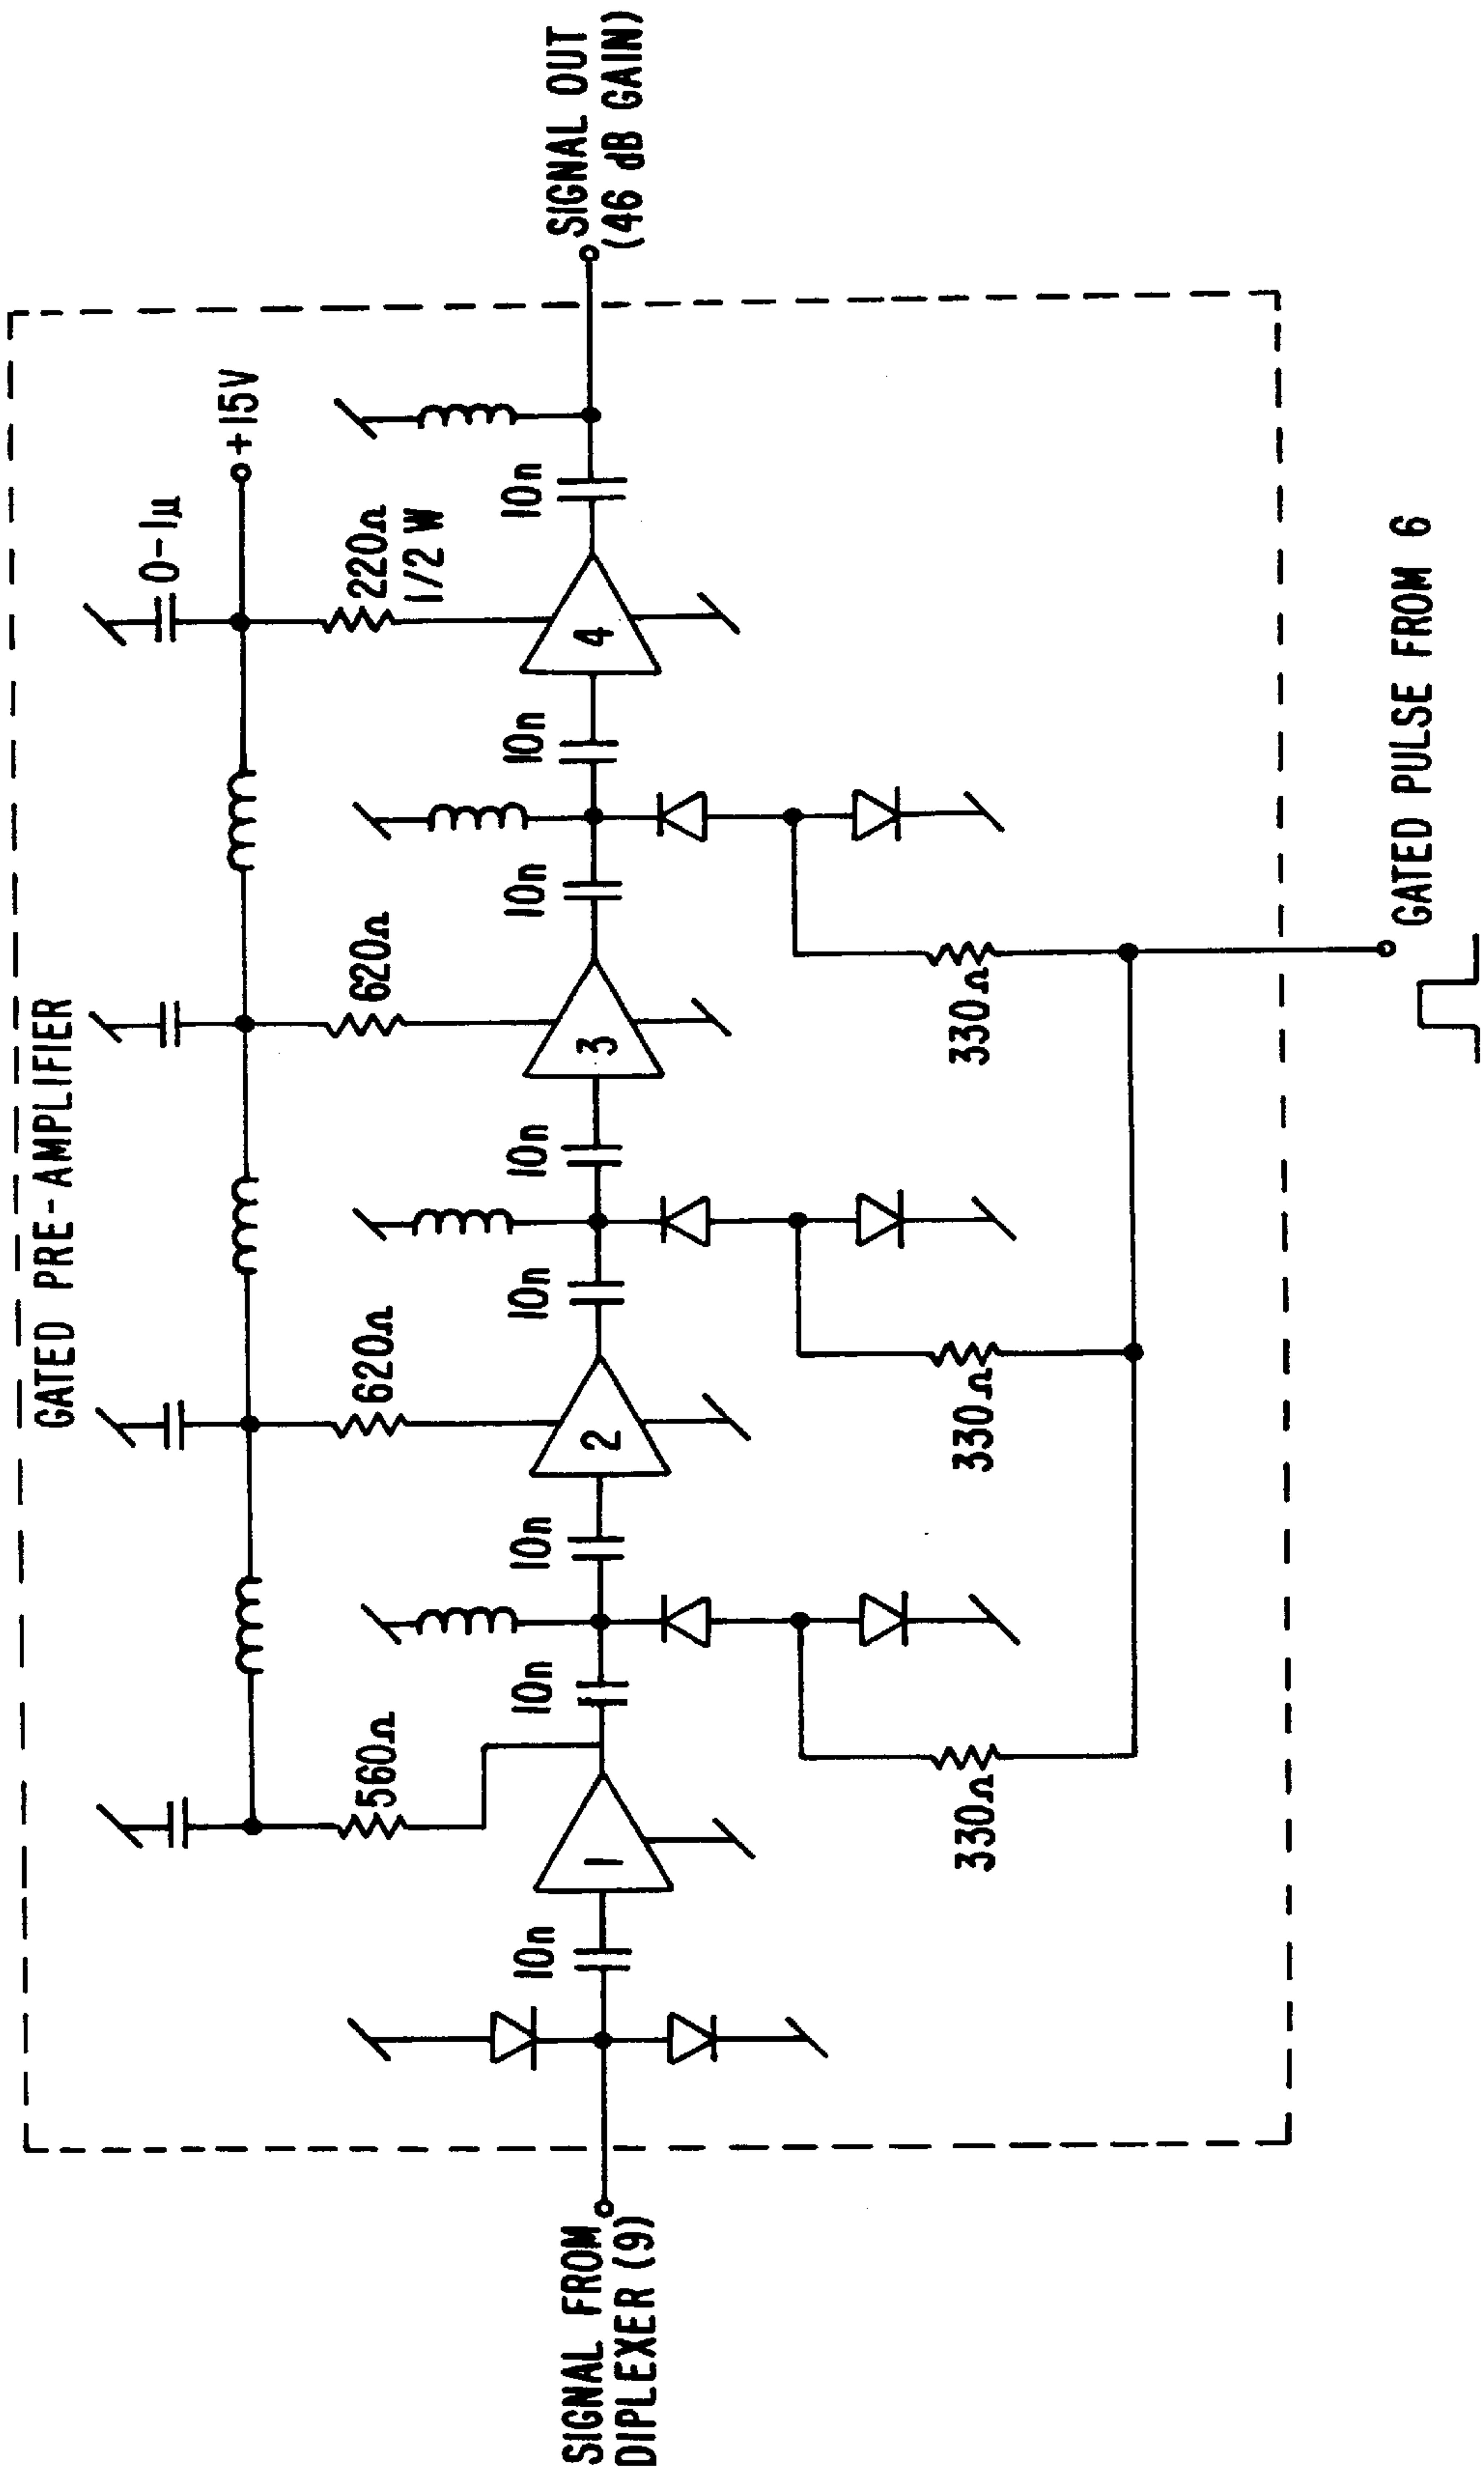 GATED PRE-AMPLIFIER
+15V
0-1µ
560Ω
620Ω
620Ω
220Ω
1/2 W
SIGNAL FROM
DIPLEXER (9)
10n
1
10n
10n
2
10n
10n
3
10n
10n
4
10n
SIGNAL OUT
(46 dB GAIN)
330Ω
330Ω
330Ω
GATED PULSE FROM 6